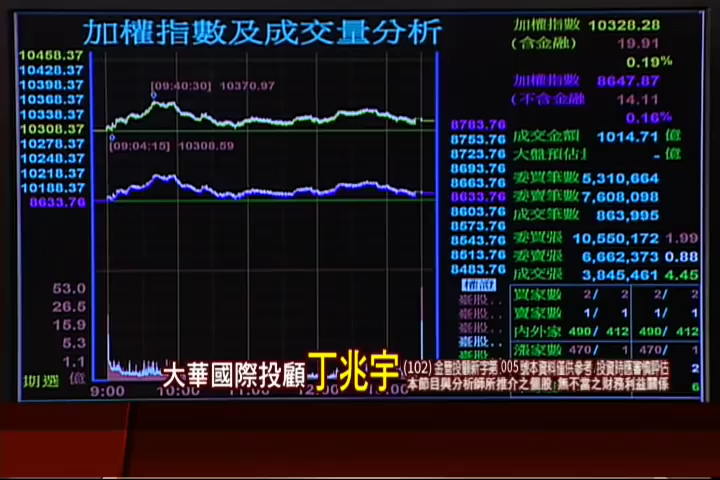 加權指數及成交量分析
10458.37
10428.37
10398.37
10368.37
10338.37
10308.37
10278.37
10248.37
10218.37
10188.37
8633.76
53.0
26.5
15.9
5.3
1.1
億
[09:40:30] 10370.97
[09:04:15] 10308.59
9:00
10:00
8783.76
8753.76
8723.76
8693.76
8663.76
8633.76
8603.76
8573.76
8543.76
8513.76
8483.76
加權指數 10328.28
(含金融) 19.91
0.19%
加權指數 8647.87
(不含金融 14.11
0.16%
成交金額 1014.71 億
大盤預估 - 億
委買筆數 5,310,664
委賣筆數 7,608,098
成交筆數 863,995
委買張 10,550,172 1.99
委賣張 6,662,373 0.88
成交張 3,845,461 4.45
買家數 2/ 2 2/ 2
賣家數 1/ 1 1/ 1
內外家 490/ 412 490/ 412
漲家數 470/ 1 470/
大華國際投顧 丁兆宇
(102) 金管投顧新字第 005 號本資料僅供參考, 投資時應審慎評估
本節目與分析師所推介之個股, 無不當之財務利益關係